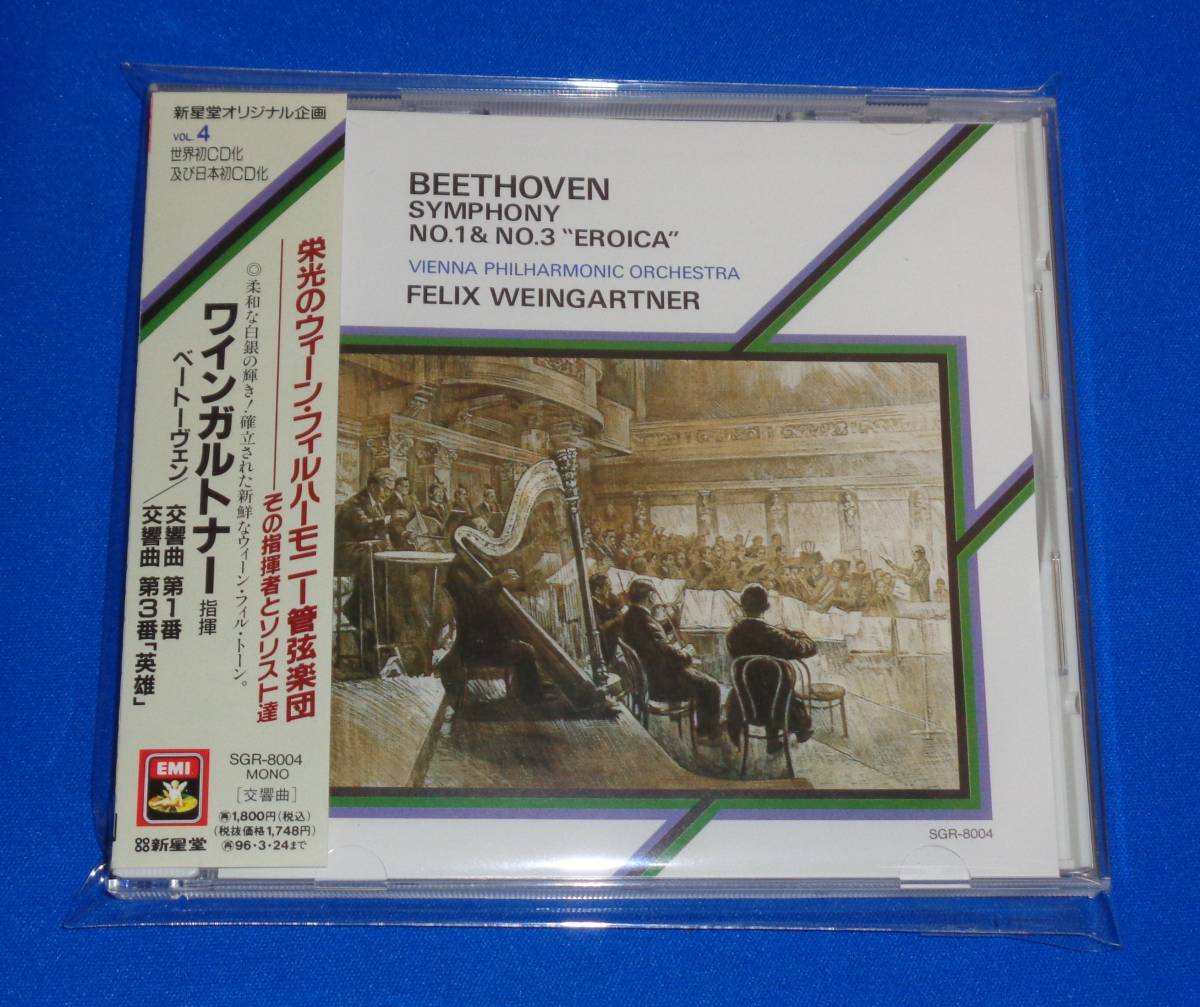 新星堂オリジナル企画
VOL. 4
世界初CD化
及び日本初CD化
栄光のウィーン・フィルハーモニー管弦楽団
その指揮者とソリスト達
◎柔和な白銀の輝き!確立された新鮮なウィーン・フィル・トーン。
ワインガルトナー 指揮
ベートーヴェン/交響曲 第1番
交響曲 第3番「英雄」
EMI
新星堂
SGR-8004
MONO
[交響曲]
再1,800円(税込)
(税抜価格1,748円)
再96・3・24まで
BEETHOVEN
SYMPHONY
NO.1 & NO.3 "EROICA"
VIENNA PHILHARMONIC ORCHESTRA
FELIX WEINGARTNER
SGR-8004